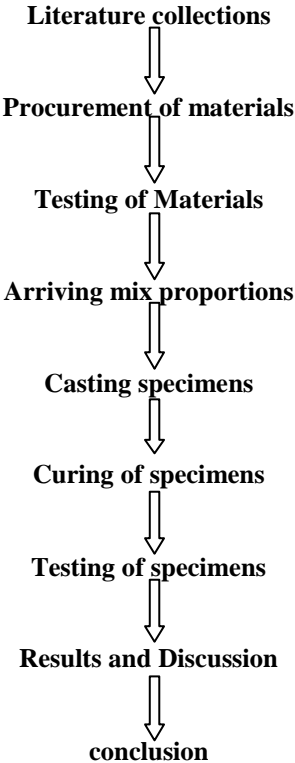 Literature collections
Procurement of materials
Testing of Materials
Arriving mix proportions
Casting specimens
Curing of specimens
Testing of specimens
Results and Discussion
conclusion